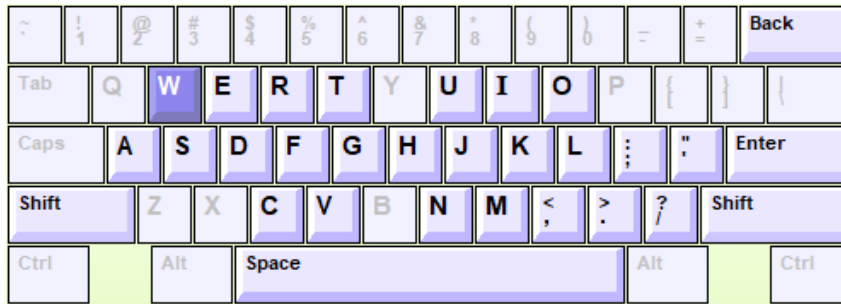 ~ ` ! 1 @ 2 # 3 $ 4 % 5 ^ 6 & 7 * 8 ( 9 ) 0 _ - + = Back
Tab Q W E R T Y U I O P { [ } ] | \
Caps A S D F G H J K L : ; " ' Enter
Shift Z X C V B N M < , > . ? / Shift
Ctrl Alt Space Alt Ctrl